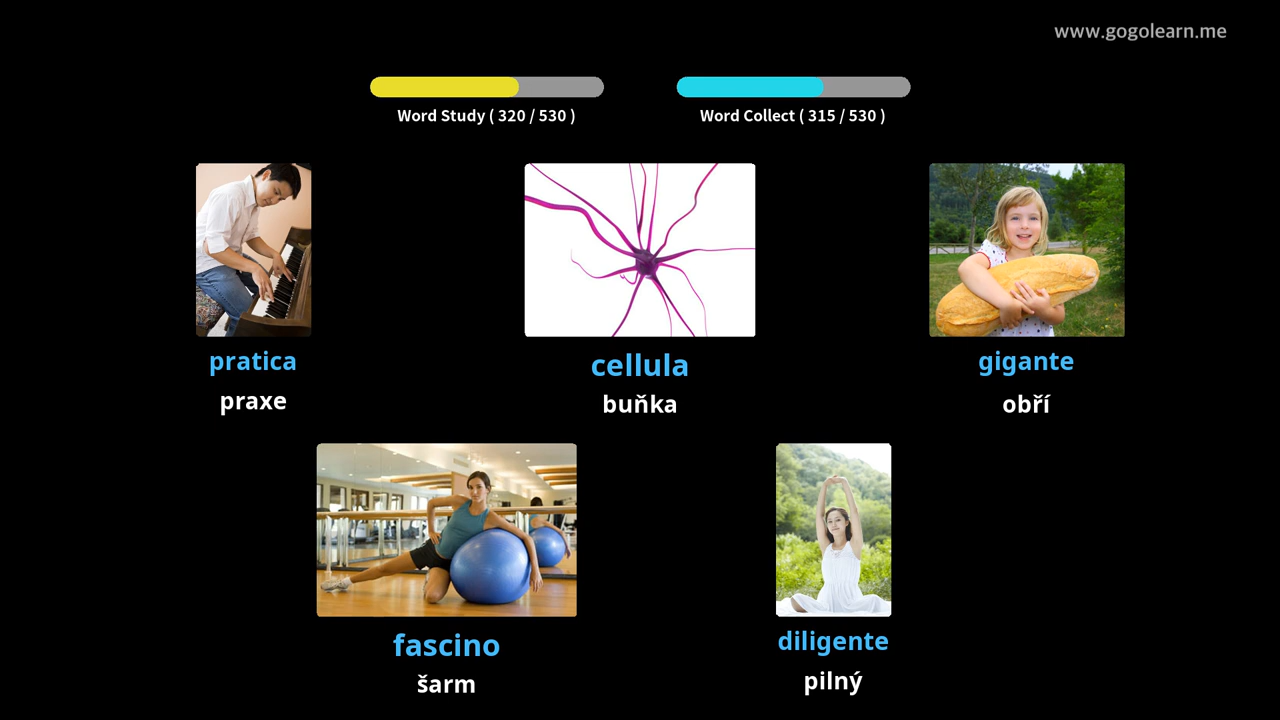 www.gogolearn.me
Word Study ( 320 / 530 )
Word Collect ( 315 / 530 )
pratica
praxe
cellula
buňka
gigante
obří
fascino
šarm
diligente
pilný